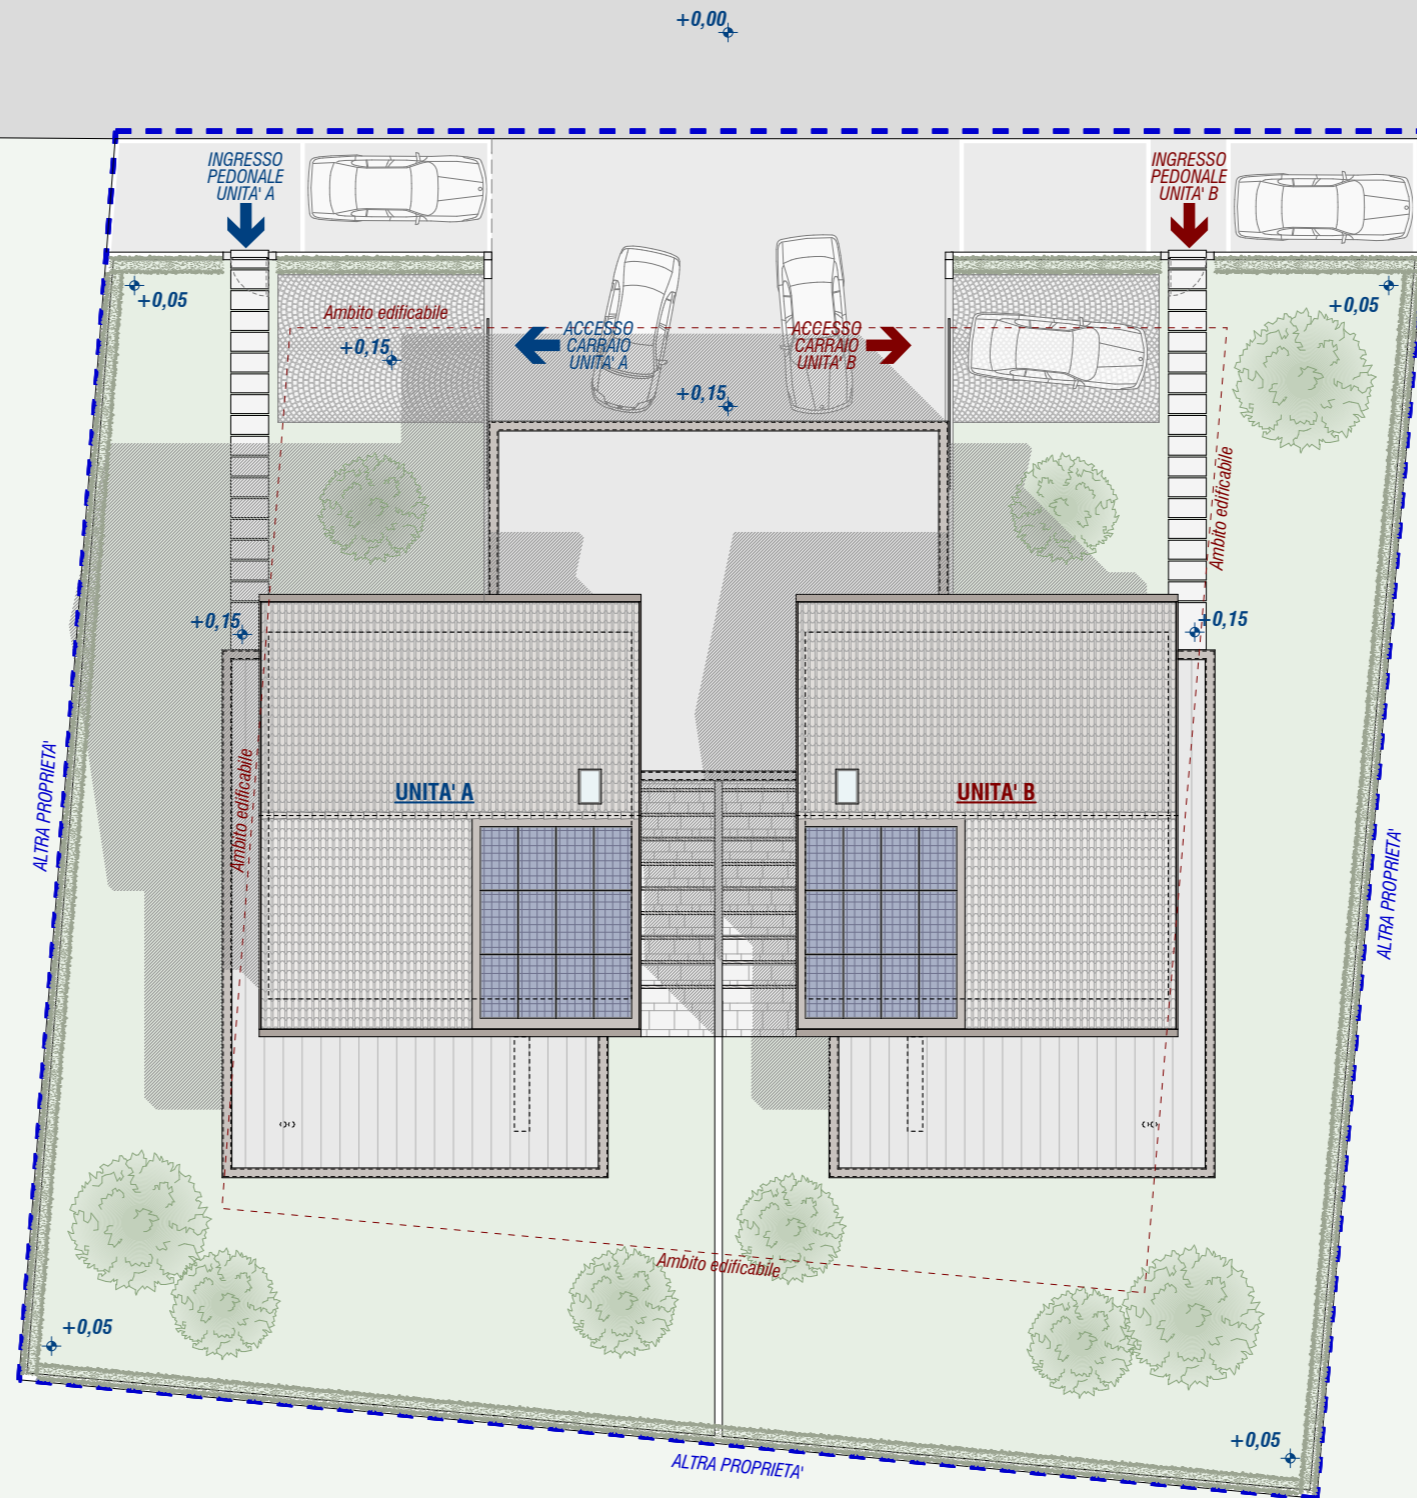 +0,00
INGRESSO
PEDONALE
UNITA' A
INGRESSO
PEDONALE
UNITA' B
+0,05
+0,05
Ambito edificabile
+0,15
ACCESSO
CARRAIO
UNITA' A
ACCESSO
CARRAIO
UNITA' B
+0,15
Ambito edificabile
+0,15
+0,15
ALTRA PROPRIETA'
Ambito edificabile
UNITA' A
UNITA' B
ALTRA PROPRIETA'
Ambito edificabile
+0,05
+0,05
ALTRA PROPRIETA'